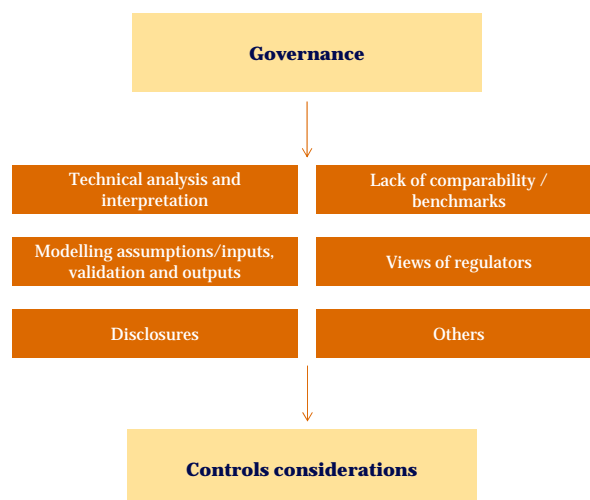 Governance
Technical analysis and
interpretation
Lack of comparability /
benchmarks
Modelling assumptions/inputs,
validation and outputs
Views of regulators
Disclosures
Others
Controls considerations